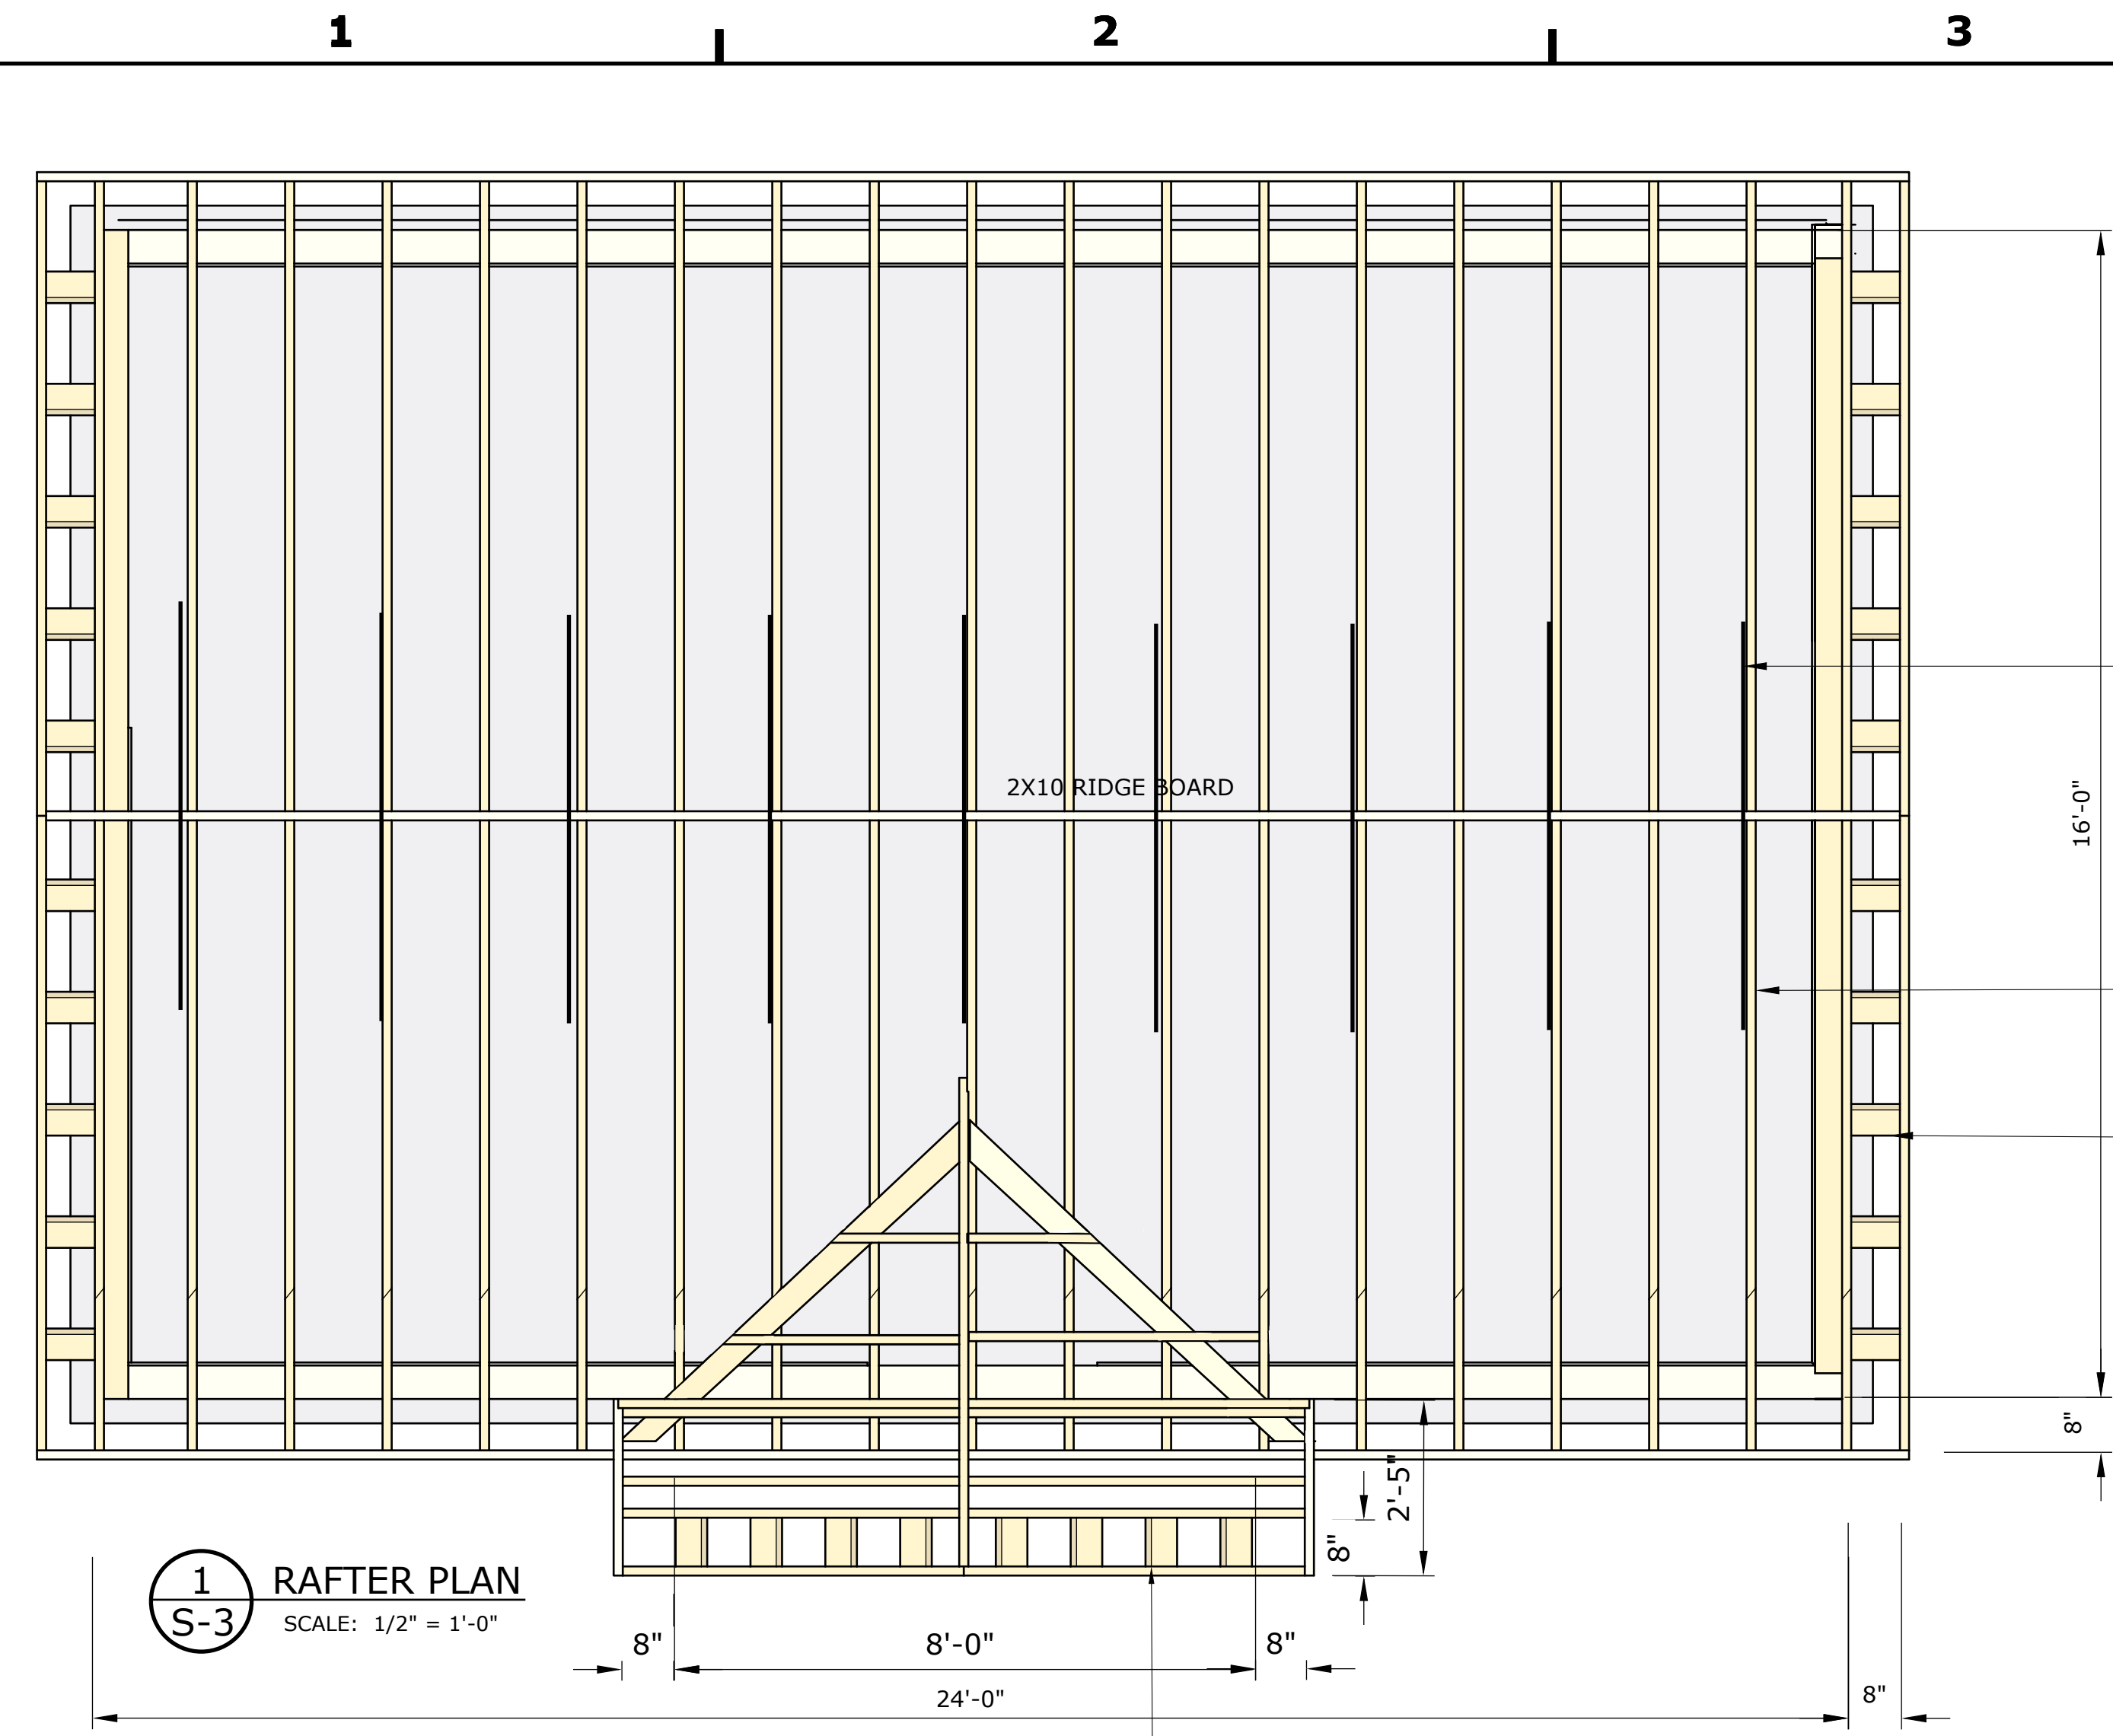 1 2 3
2X10 RIDGE BOARD
16'-0"
8"
2'-5"
8"
1
S-3
RAFTER PLAN
SCALE: 1/2" = 1'-0"
8" 8'-0" 8"
24'-0" 8"